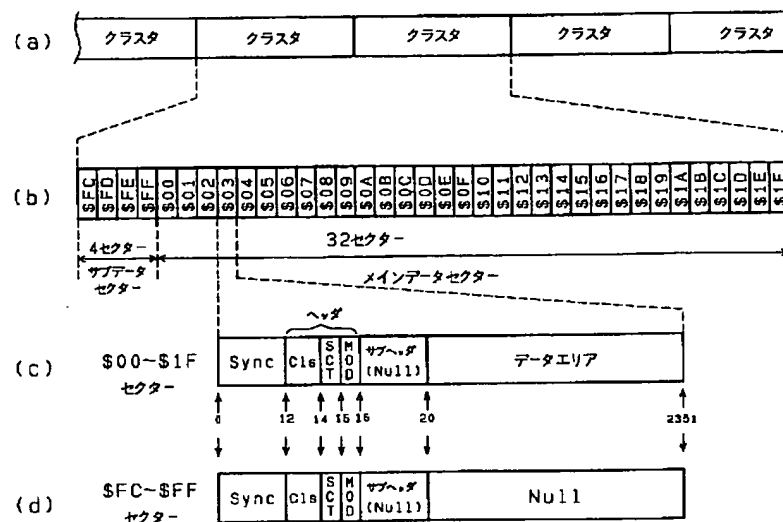 (a) クラスタ クラスタ クラスタ クラスタ クラスタ
(b) $FC $FD $FE $FF $00 $01 $02 $03 $04 $05 $06 $07 $08 $09 $0A $0B $0C $0D $0E $0F $10 $11 $12 $13 $14 $15 $16 $17 $18 $19 $1A $1B $1C $1D $1E $1F
4セクター 32セクター
サブデータ メインデータセクター
セクター
ヘッダ
(c) $00~$1F Sync Cls SCT MOD サブヘッダ データエリア
セクター (Null)
0 12 14 15 16 20 2351
(d) $FC~$FF Sync Cls SCT MOD サブヘッダ Null
セクター (Null)